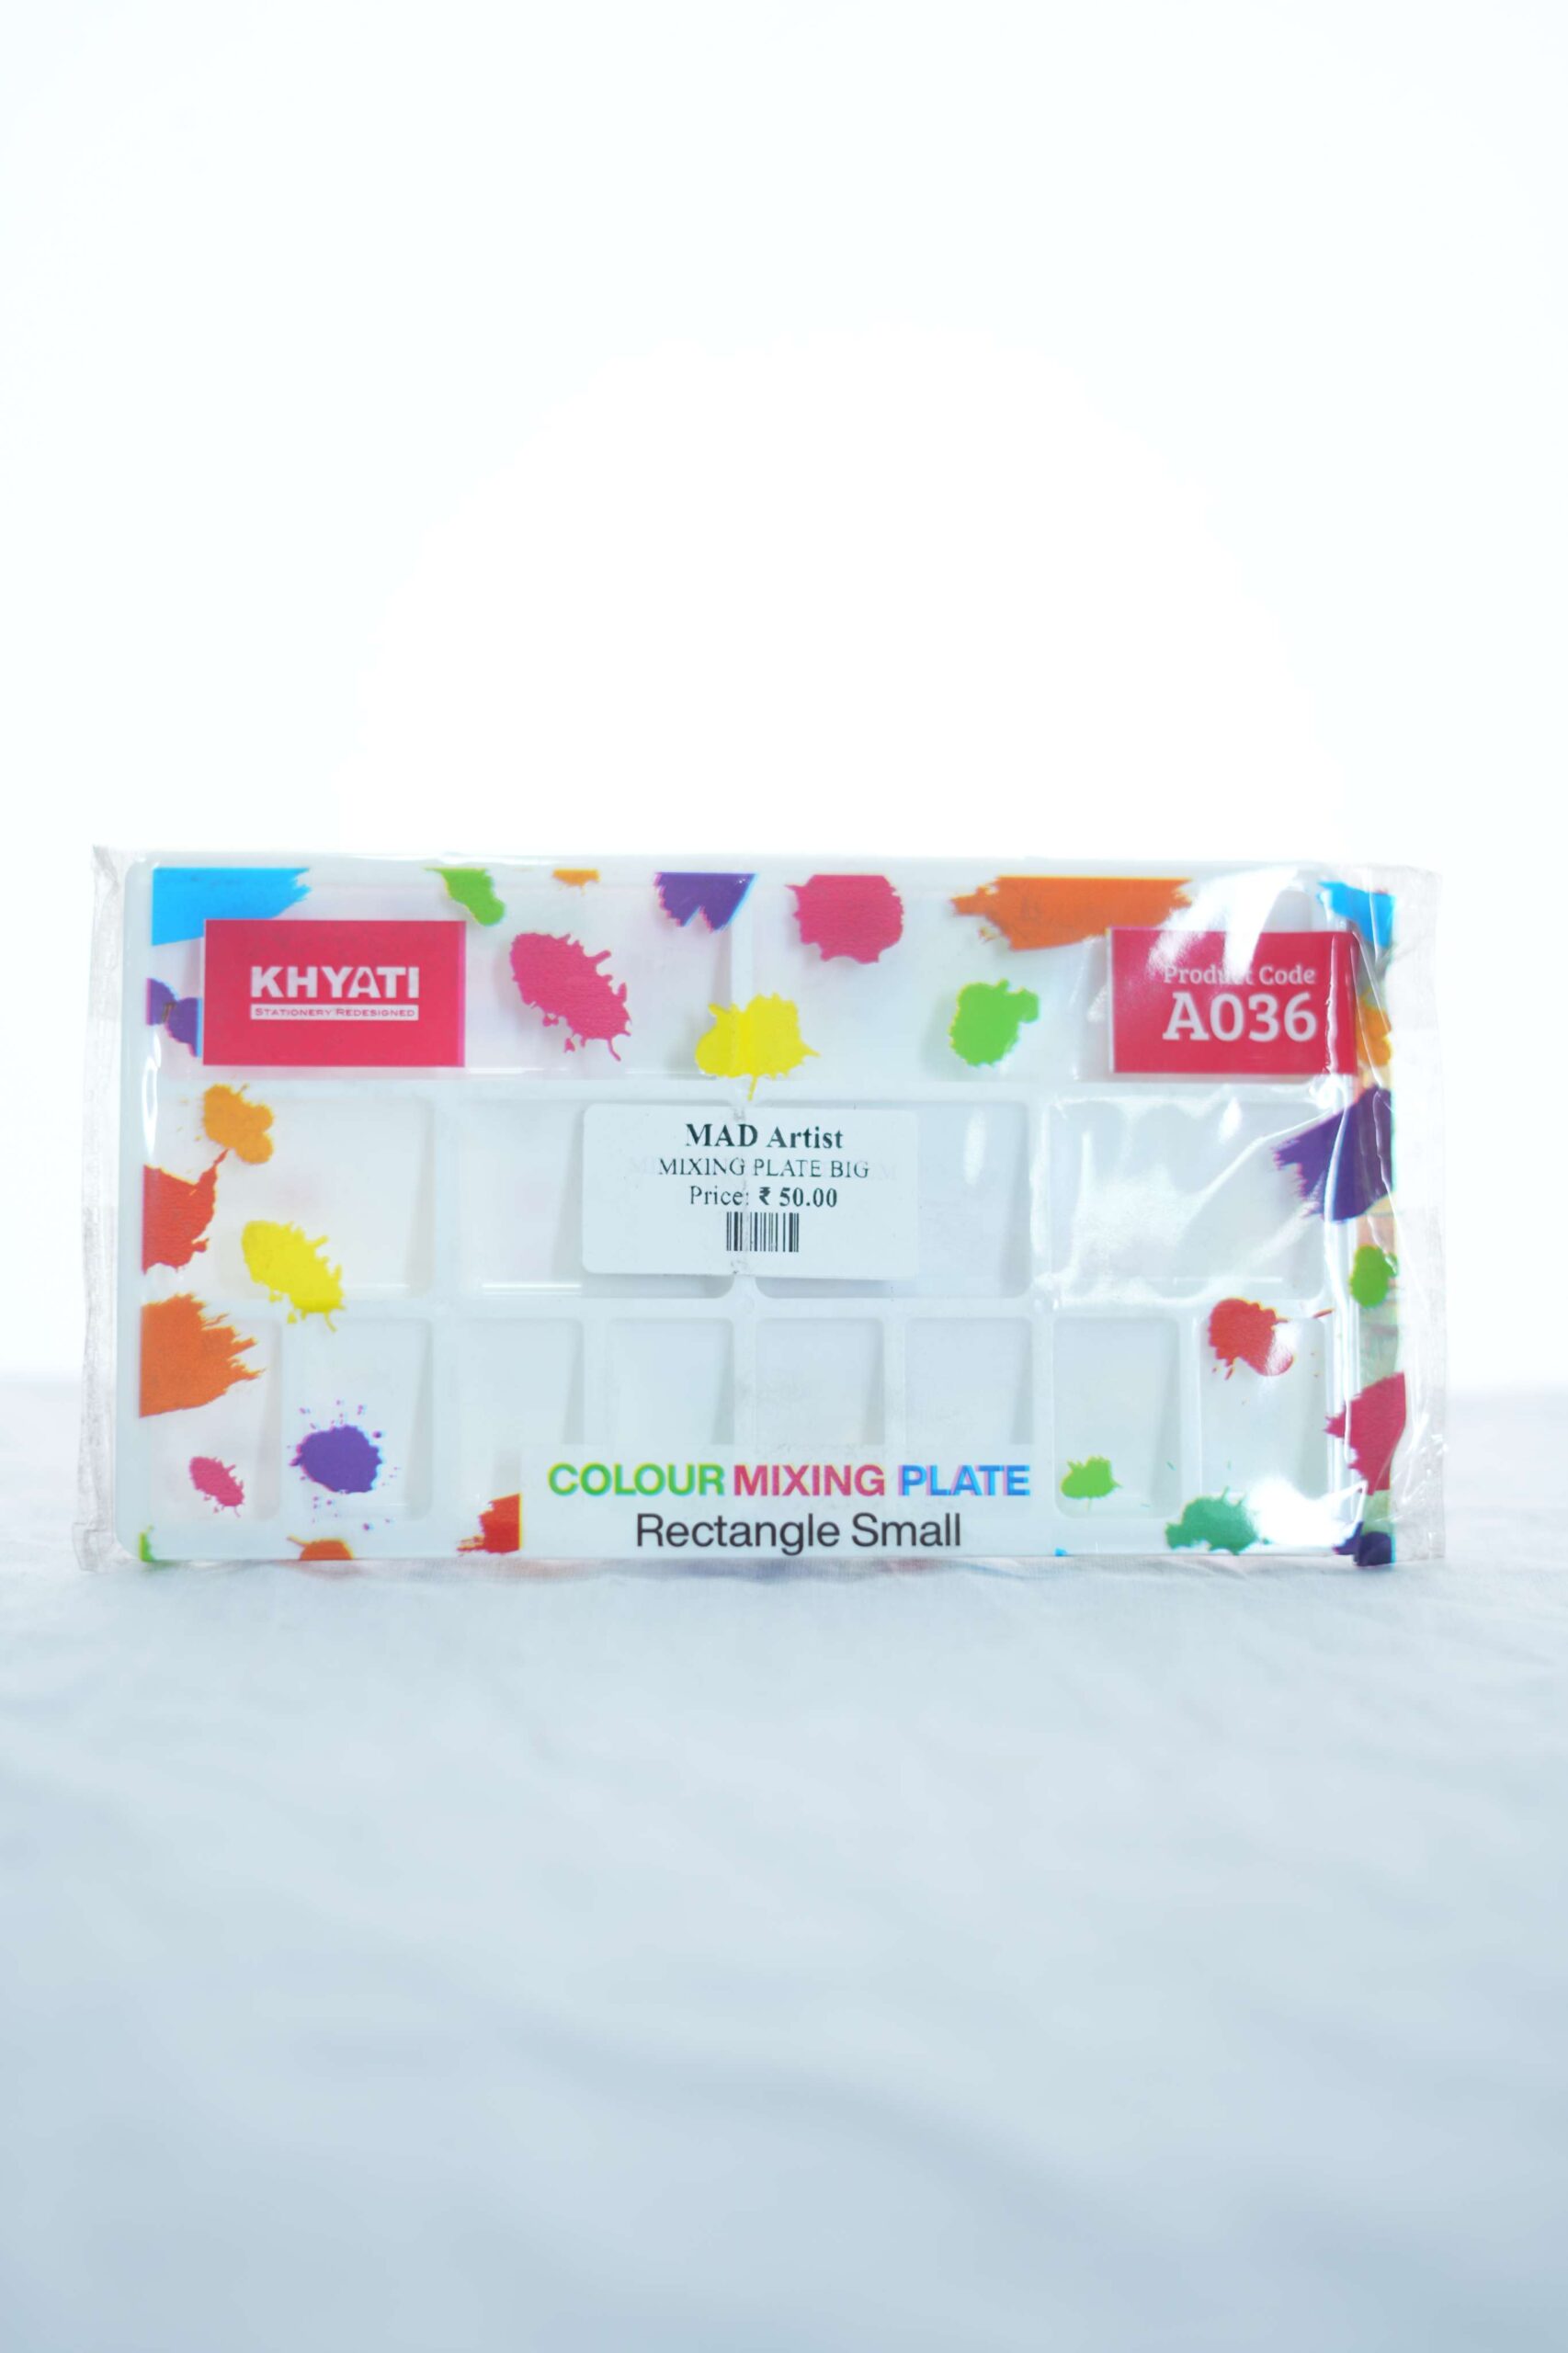 KHYATI
STATIONERY REDESIGNED
Product Code
A036
MAD Artist
MIXING PLATE BIG
Price: ₹ 50.00
COLOUR MIXING PLATE
Rectangle Small